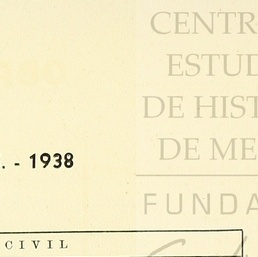 CENTR
ESTUD
DE HIST
DE ME
. - 1938
FUNDA
CIVIL